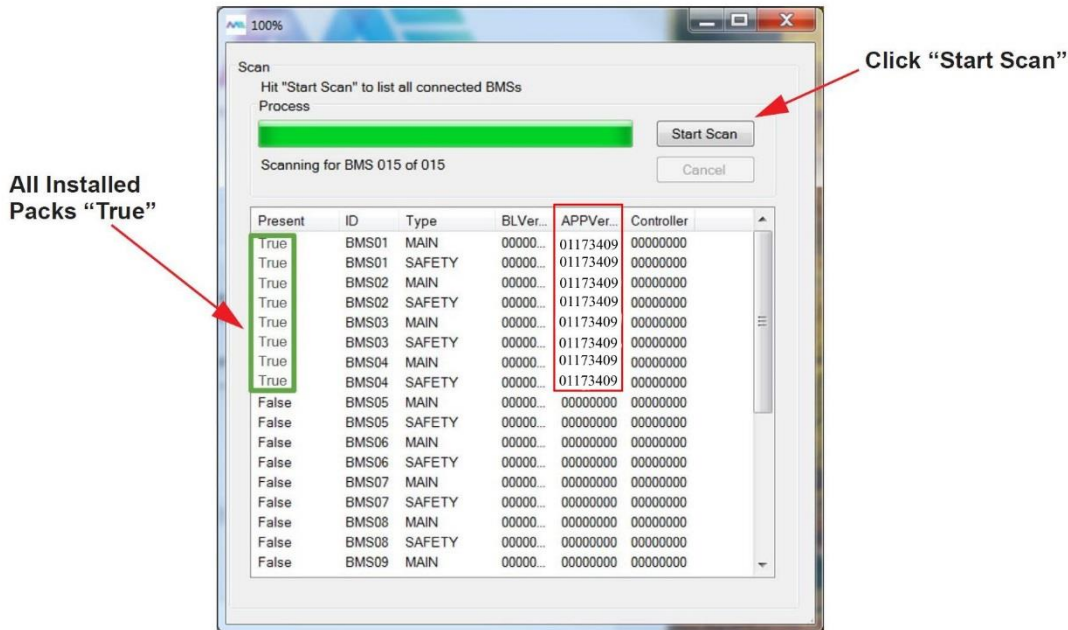 100%
Click “Start Scan”
Scan
Hit "Start Scan" to list all connected BMSs
Process
Start Scan
Scanning for BMS 015 of 015
Cancel
All Installed
Packs “True”
Present ID Type BLVer... APPVer... Controller
True BMS01 MAIN 00000... 01173409 00000000
True BMS01 SAFETY 00000... 01173409 00000000
True BMS02 MAIN 00000... 01173409 00000000
True BMS02 SAFETY 00000... 01173409 00000000
True BMS03 MAIN 00000... 01173409 00000000
True BMS03 SAFETY 00000... 01173409 00000000
True BMS04 MAIN 00000... 01173409 00000000
True BMS04 SAFETY 00000... 01173409 00000000
False BMS05 MAIN 00000... 00000000 00000000
False BMS05 SAFETY 00000... 00000000 00000000
False BMS06 MAIN 00000... 00000000 00000000
False BMS06 SAFETY 00000... 00000000 00000000
False BMS07 MAIN 00000... 00000000 00000000
False BMS07 SAFETY 00000... 00000000 00000000
False BMS08 MAIN 00000... 00000000 00000000
False BMS08 SAFETY 00000... 00000000 00000000
False BMS09 MAIN 00000... 00000000 00000000